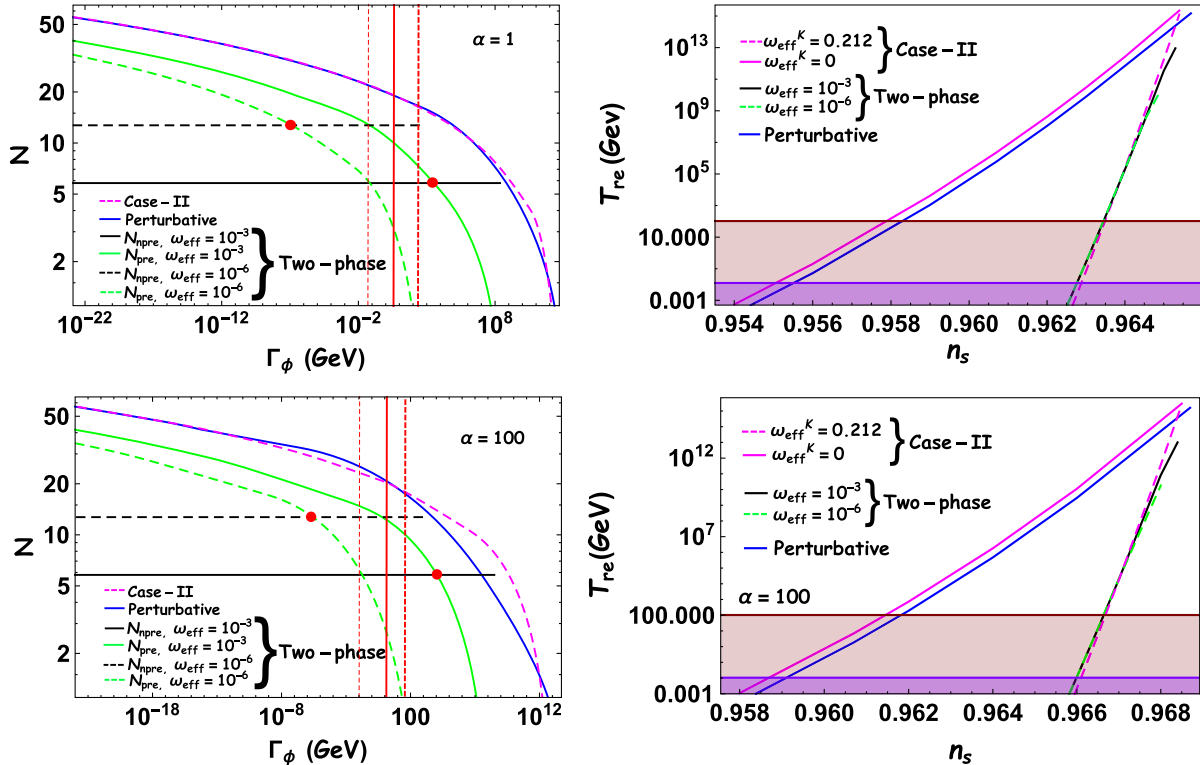 50
20
10
5
2
N
α = 1
Case-II
Perturbative
N_npre, ω_eff = 10^-3
N_pre, ω_eff = 10^-3
N_npre, ω_eff = 10^-6
N_pre, ω_eff = 10^-6
Two-phase
10^-22 10^-12 10^-2 10^8
Γ_ϕ (GeV)
10^13
10^9
10^5
10.000
0.001
T_re (Gev)
ω_eff^K = 0.212
ω_eff^K = 0
Case-II
ω_eff = 10^-3
ω_eff = 10^-6
Two-phase
Perturbative
0.954 0.956 0.958 0.960 0.962 0.964
n_s
50
20
10
5
2
N
α = 100
Case-II
Perturbative
N_npre, ω_eff = 10^-3
N_pre, ω_eff = 10^-3
N_npre, ω_eff = 10^-6
N_pre, ω_eff = 10^-6
Two-phase
10^-18 10^-8 100 10^12
Γ_ϕ (GeV)
10^12
10^7
100.000
0.001
T_re(GeV)
ω_eff^K = 0.212
ω_eff^K = 0
Case-II
ω_eff = 10^-3
ω_eff = 10^-6
Two-phase
Perturbative
α = 100
0.958 0.960 0.962 0.964 0.966 0.968
n_s